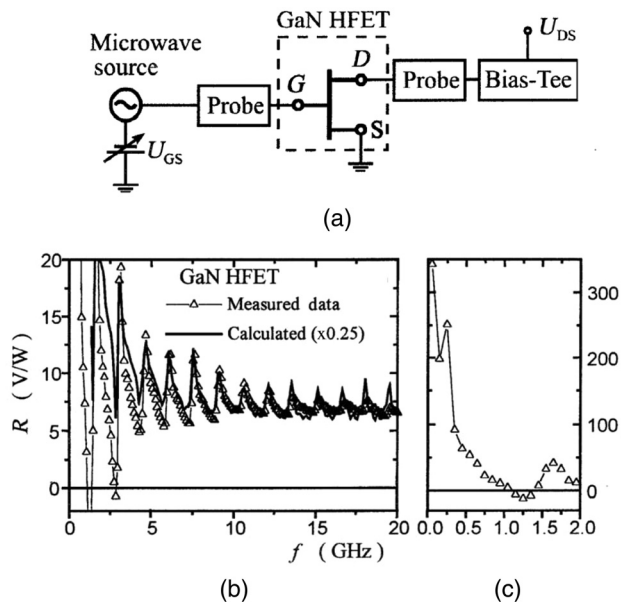 GaN HFET
Microwave
source
U_DS
G
D
S
Probe
Probe
Bias-Tee
U_GS
(a)
20
15
10
5
0
R (V/W)
GaN HFET
Measured data
Calculated (x0.25)
0 5 10 15 20
f (GHz)
(b)
300
200
100
0
0.0 0.5 1.0 1.5 2.0
(c)